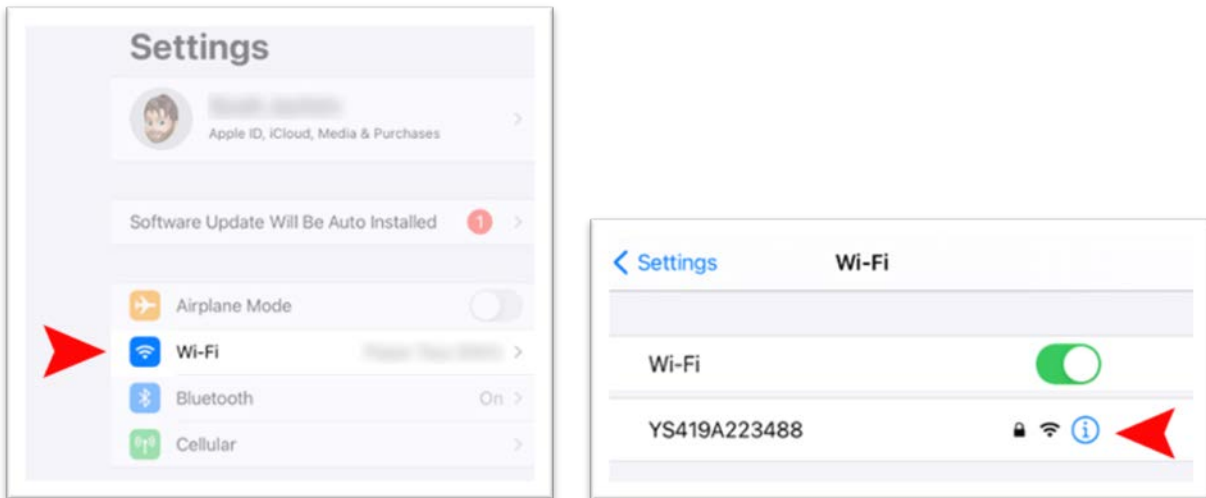 Settings
Apple ID, iCloud, Media & Purchases
Software Update Will Be Auto Installed 1
Airplane Mode
Wi-Fi
Bluetooth On
Cellular
Settings Wi-Fi
Wi-Fi
YS419A223488